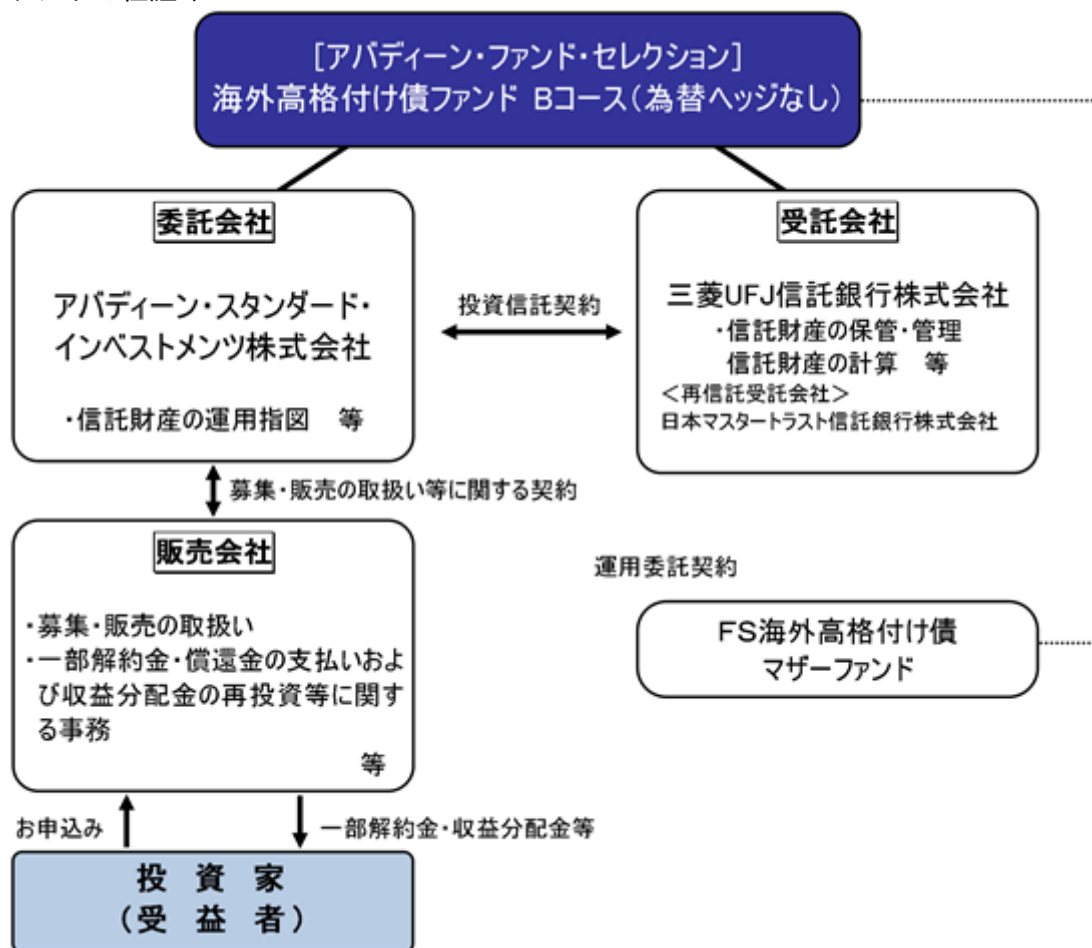 [アバディーン・ファンド・セレクション]
海外高格付け債ファンド Bコース(為替ヘッジなし)
委託会社
アバディーン・スタンダード・
インベストメンツ株式会社
・信託財産の運用指図 等
投資信託契約
受託会社
三菱UFJ信託銀行株式会社
・信託財産の保管・管理
信託財産の計算 等
<再信託受託会社>
日本マスタートラスト信託銀行株式会社
募集・販売の取扱い等に関する契約
販売会社
・募集・販売の取扱い
・一部解約金・償還金の支払いおよ
び収益分配金の再投資等に関す
る事務
等
運用委託契約
FS海外高格付け債
マザーファンド
お申込み
一部解約金・収益分配金等
投 資 家
(受 益 者)